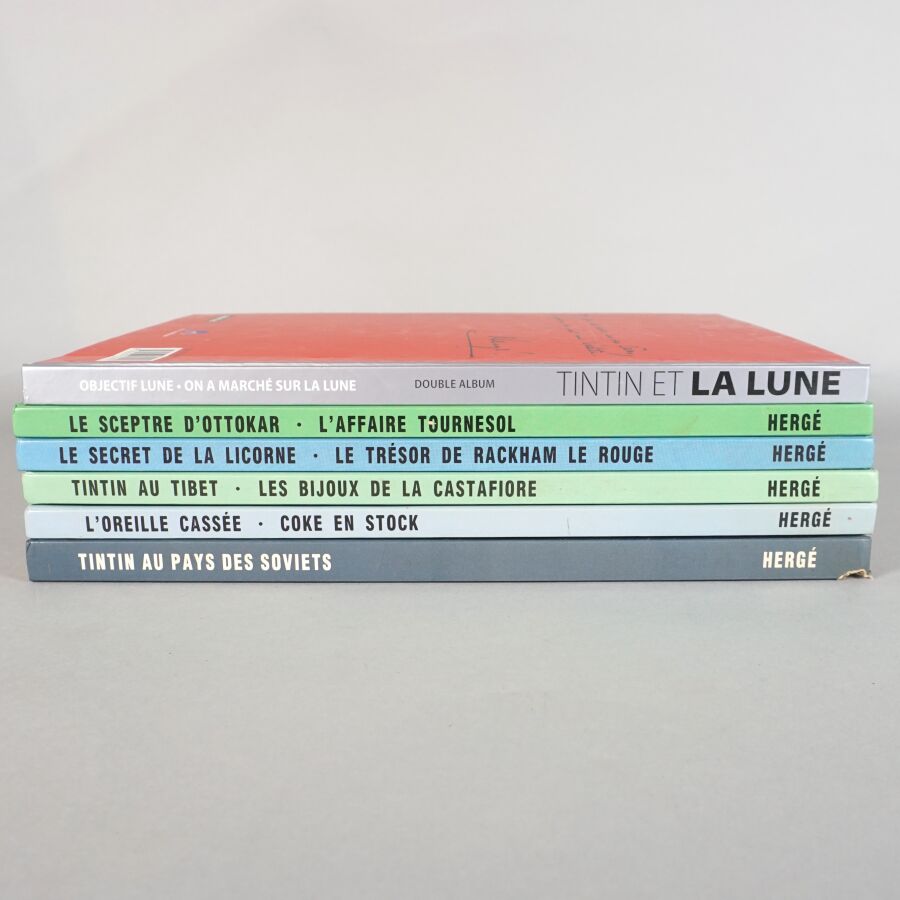 OBJECTIF LUNE • ON A MARCHÉ SUR LA LUNE DOUBLE ALBUM TINTIN ET LA LUNE
LE SCEPTRE D'OTTOKAR · L'AFFAIRE TOURNESOL HERGÉ
LE SECRET DE LA LICORNE · LE TRÉSOR DE RACKHAM LE ROUGE HERGÉ
TINTIN AU TIBET · LES BIJOUX DE LA CASTAFIORE HERGÉ
L'OREILLE CASSÉE · COKE EN STOCK HERGÉ
TINTIN AU PAYS DES SOVIETS HERGÉ